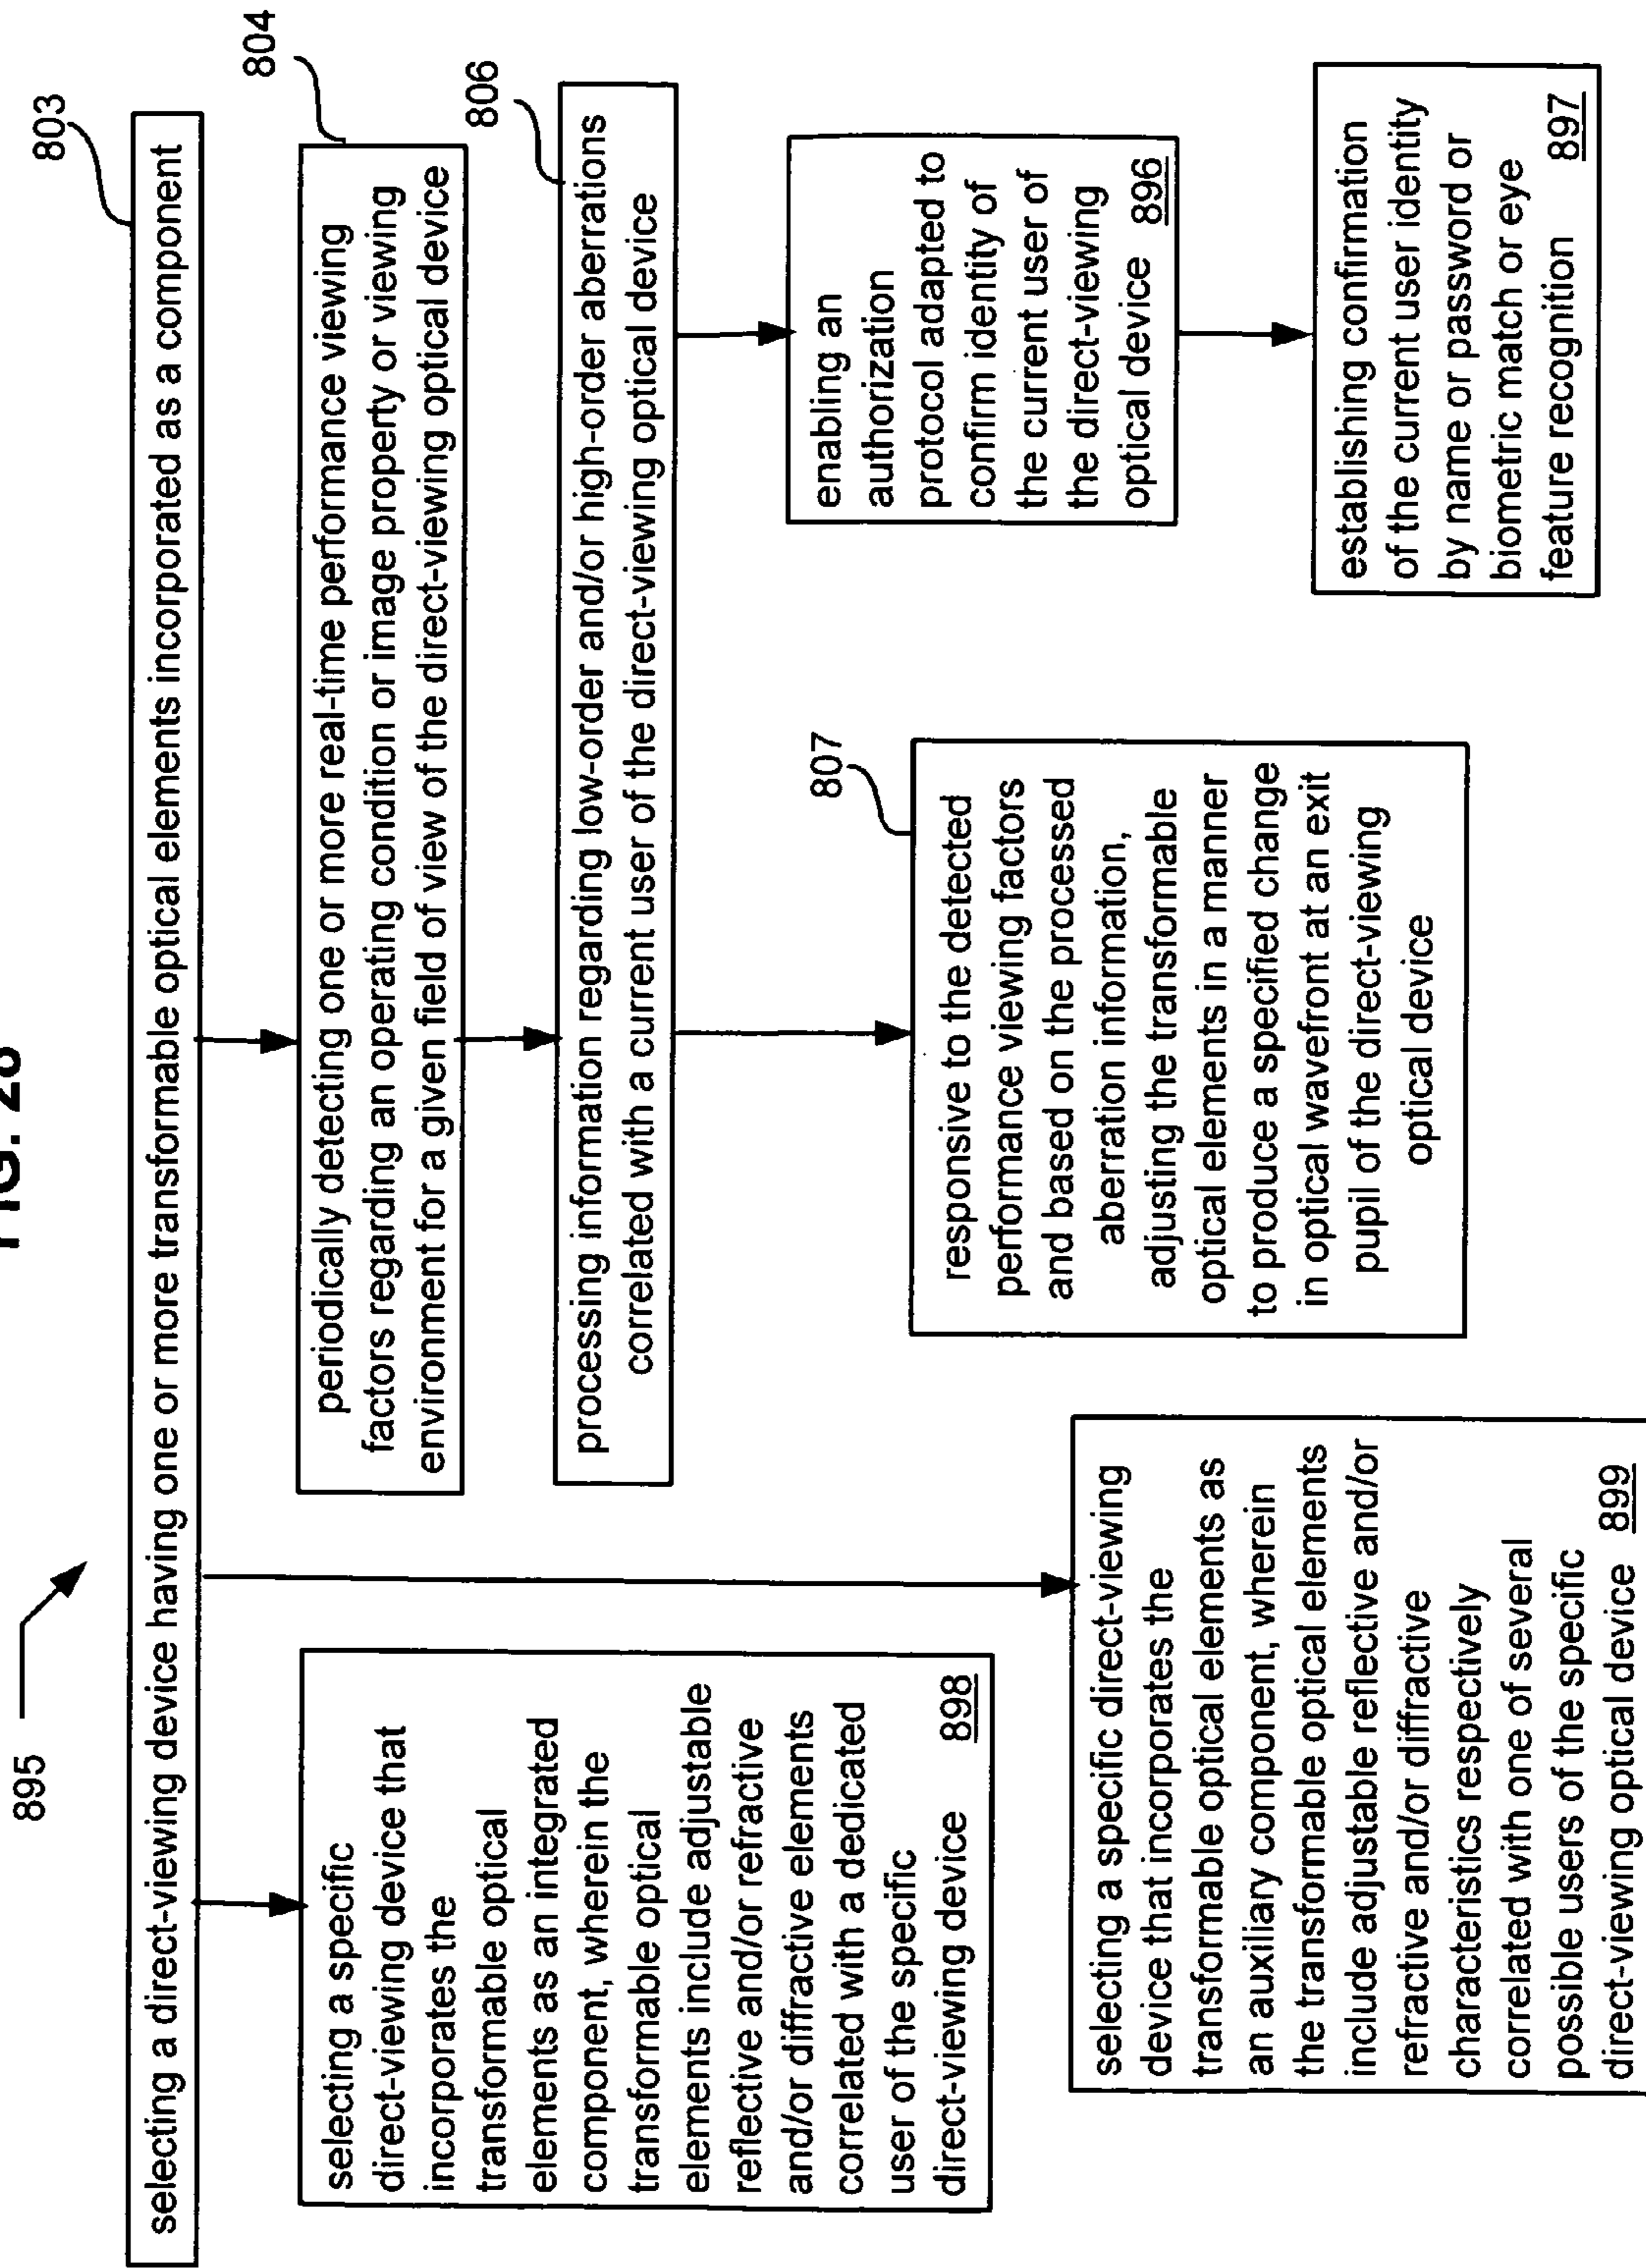 FIG. 28
895
803
selecting a direct-viewing device having one or more transformable optical elements incorporated as a component
804
periodically detecting one or more real-time performance viewing
factors regarding an operating condition or image property or viewing
environment for a given field of view of the direct-viewing optical device
806
processing information regarding low-order and/or high-order aberrations
correlated with a current user of the direct-viewing optical device
selecting a specific
direct-viewing device that
incorporates the
transformable optical
elements as an integrated
component, wherein the
transformable optical
elements include adjustable
reflective and/or refractive
and/or diffractive elements
correlated with a dedicated
user of the specific
direct-viewing device 898
807
responsive to the detected
performance viewing factors
and based on the processed
aberration information,
adjusting the transformable
optical elements in a manner
to produce a specified change
in optical wavefront at an exit
pupil of the direct-viewing
optical device
enabling an
authorization
protocol adapted to
confirm identity of
the current user of
the direct-viewing
optical device 896
selecting a specific direct-viewing
device that incorporates the
transformable optical elements as
an auxiliary component, wherein
the transformable optical elements
include adjustable reflective and/or
refractive and/or diffractive
characteristics respectively
correlated with one of several
possible users of the specific
direct-viewing optical device 899
establishing confirmation
of the current user identity
by name or password or
biometric match or eye
feature recognition 897